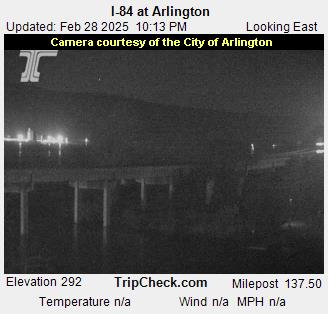 I-84 at Arlington
Updated: Feb 28 2025 10:13 PM Looking East
Camera courtesy of the City of Arlington
Elevation 292 TripCheck.com Milepost 137.50
Temperature n/a Wind n/a MPH n/a